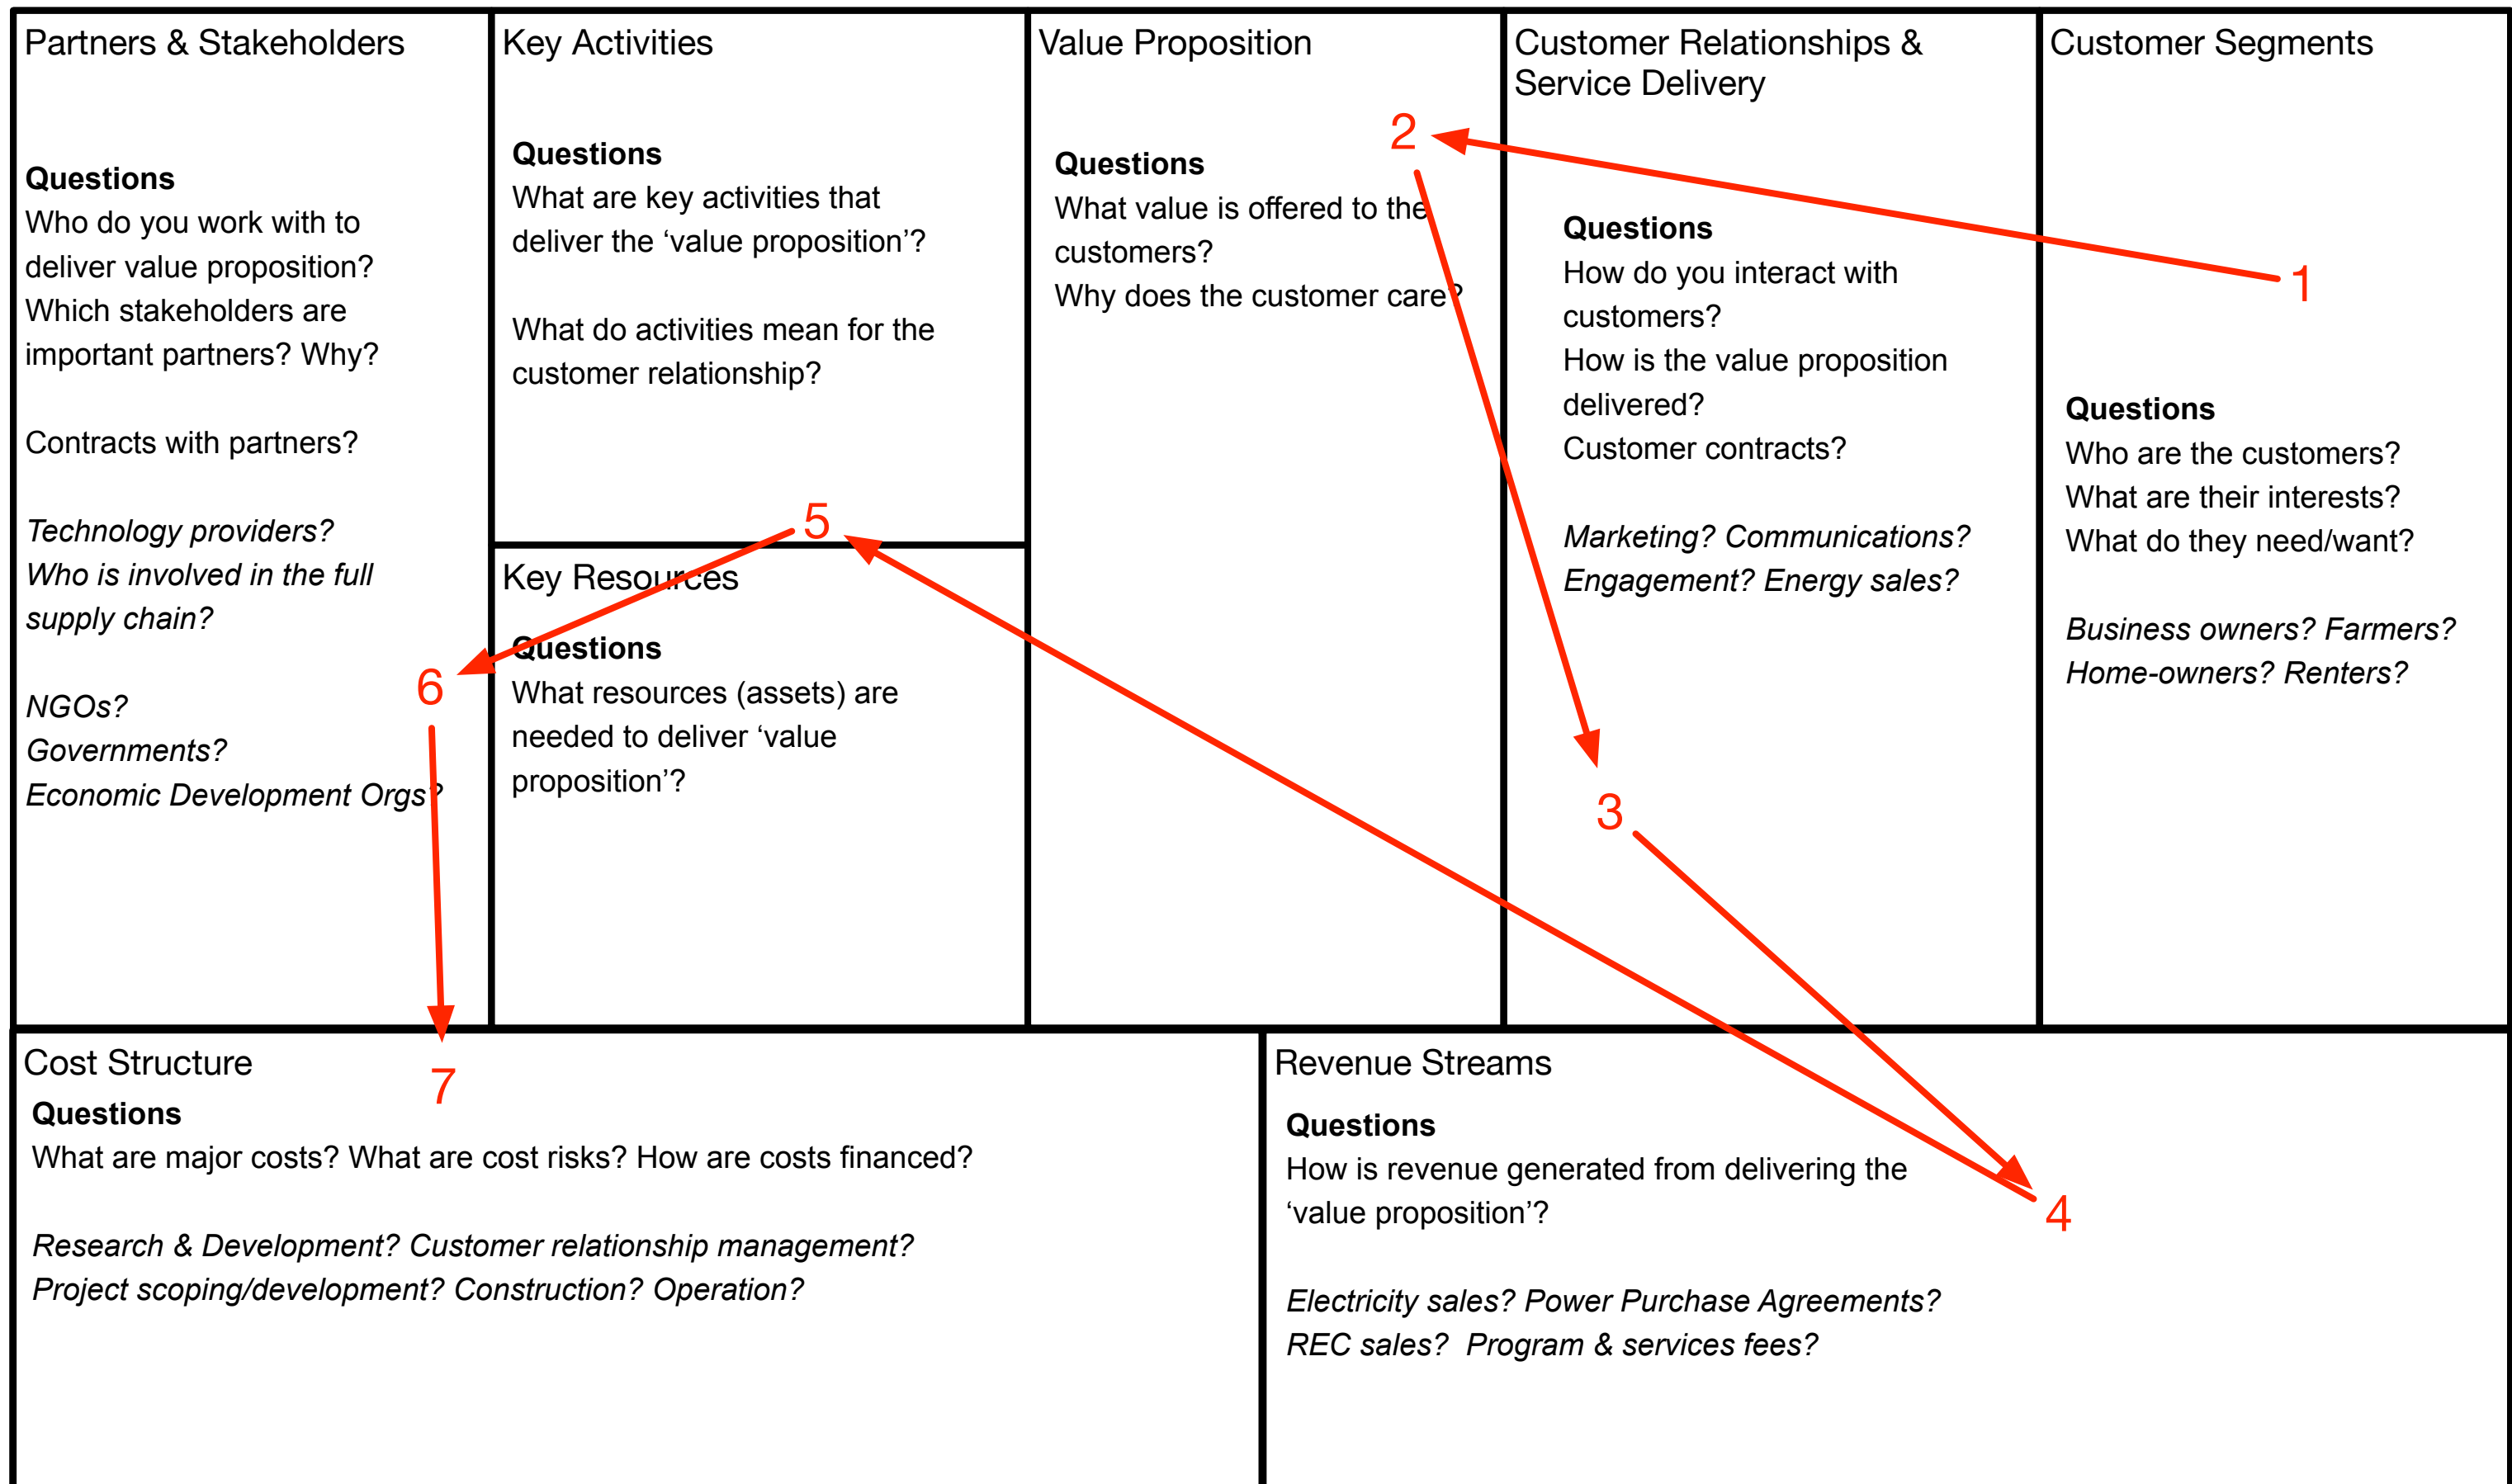 Partners & Stakeholders
Questions
Who do you work with to
deliver value proposition?
Which stakeholders are
important partners? Why?
Contracts with partners?
Technology providers?
Who is involved in the full
supply chain?
6
NGOs?
Governments?
Economic Development Orgs?
Key Activities
Questions
What are key activities that
deliver the ‘value proposition’?
What do activities mean for the
customer relationship?
5
Key Resources
Questions
What resources (assets) are
needed to deliver ‘value
proposition’?
Value Proposition
2
Questions
What value is offered to the
customers?
Why does the customer care?
Customer Relationships &
Service Delivery
Questions
How do you interact with
customers?
How is the value proposition
delivered?
Customer contracts?
Marketing? Communications?
Engagement? Energy sales?
3
Customer Segments
1
Questions
Who are the customers?
What are their interests?
What do they need/want?
Business owners? Farmers?
Home-owners? Renters?
Cost Structure
7
Questions
What are major costs? What are cost risks? How are costs financed?
Research & Development? Customer relationship management?
Project scoping/development? Construction? Operation?
Revenue Streams
Questions
How is revenue generated from delivering the
‘value proposition’?
4
Electricity sales? Power Purchase Agreements?
REC sales?  Program & services fees?